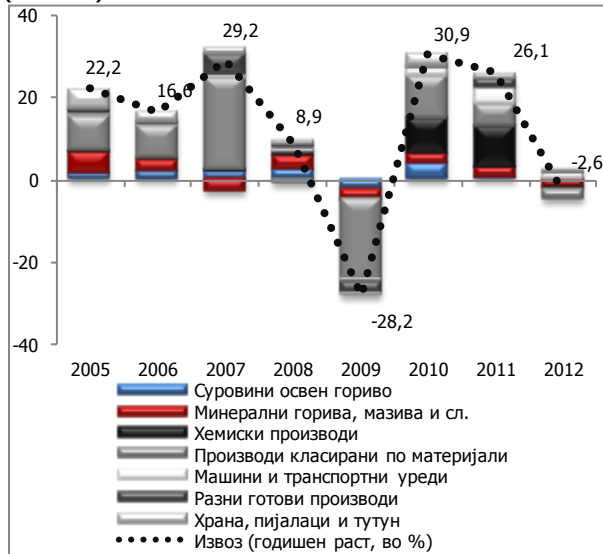 40
30,9
29,2
26,1
22,2
20
16,6
8,9
0
-2,6
-20
-28,2
-40
2005 2006 2007 2008 2009 2010 2011 2012
Суровини освен гориво
Минерални горива, мазива и сл.
Хемиски производи
Производи класирани по материјали
Машини и транспортни уреди
Разни готови производи
Храна, пијалаци и тутун
Извоз (годишен раст, во %)